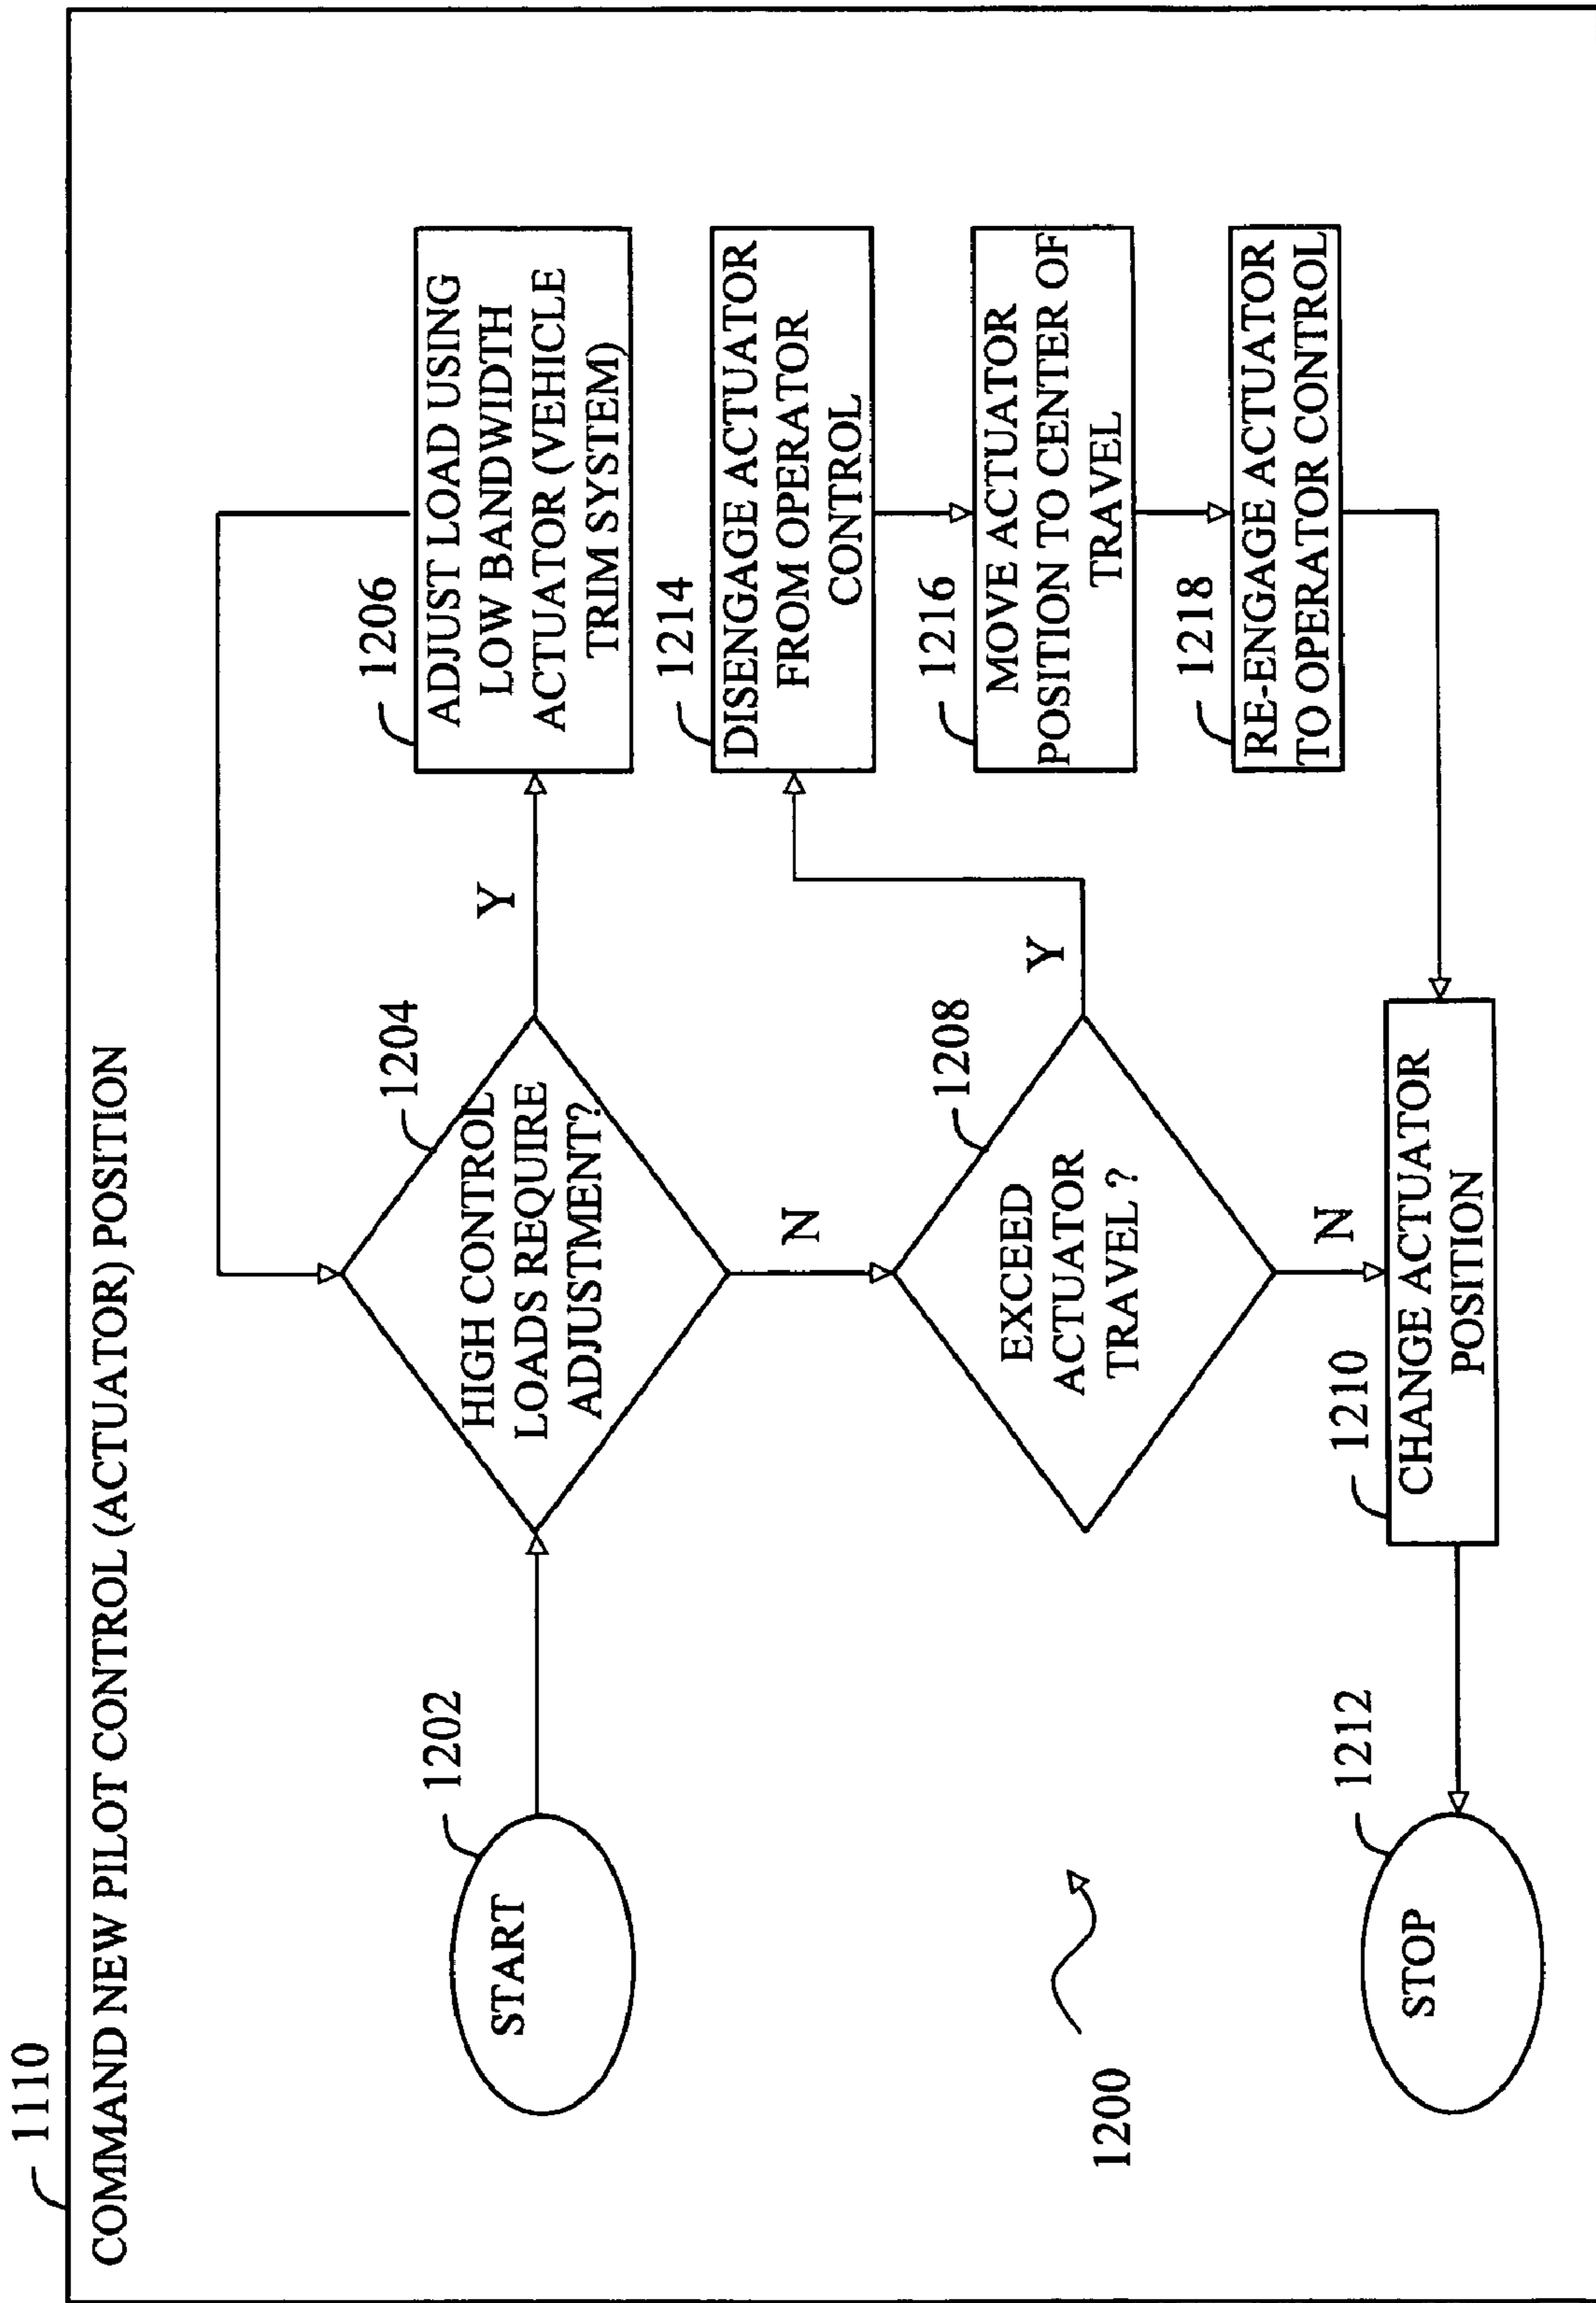 1110
COMMAND NEW PILOT CONTROL (ACTUATOR) POSITION
START
1202
HIGH CONTROL
LOADS REQUIRE
ADJUSTMENT?
1204
Y
ADJUST LOAD USING
LOW BANDWIDTH
ACTUATOR (VEHICLE
TRIM SYSTEM)
1206
N
EXCEED
ACTUATOR
TRAVEL ?
1208
Y
DISENGAGE ACTUATOR
FROM OPERATOR
CONTROL
1214
MOVE ACTUATOR
POSITION TO CENTER OF
TRAVEL
1216
RE-ENGAGE ACTUATOR
TO OPERATOR CONTROL
1218
N
1200
CHANGE ACTUATOR
POSITION
1210
STOP
1212